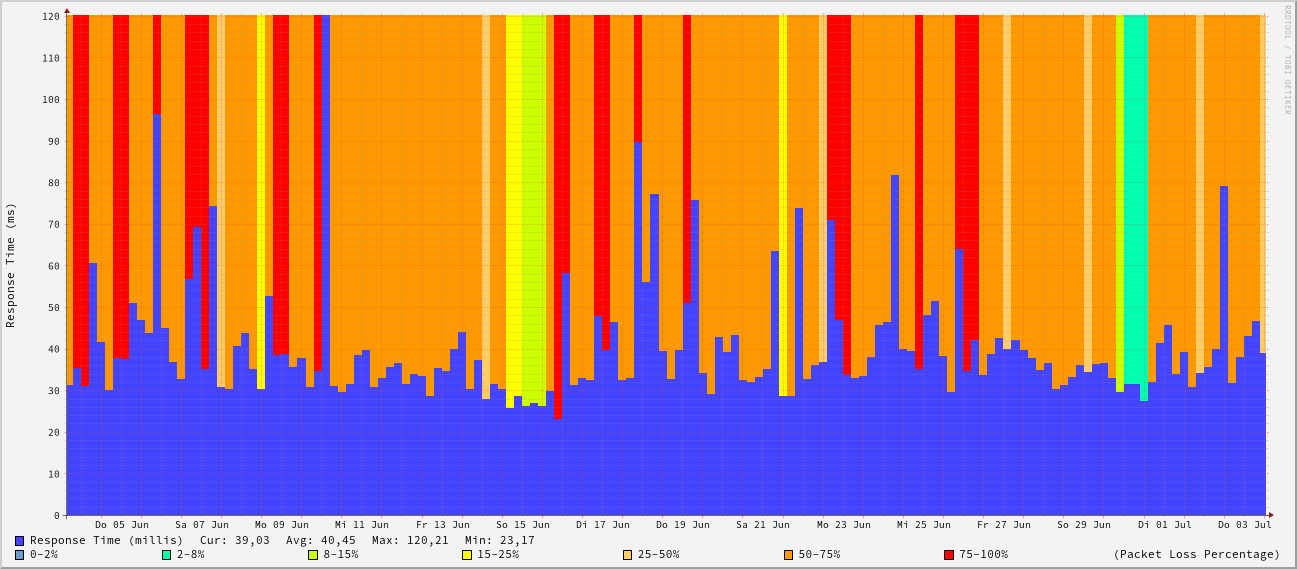 RRDTOOL / TOBI OETIKER
Response Time (ms)
120
110
100
90
80
70
60
50
40
30
20
10
0
Do 05 Jun Sa 07 Jun Mo 09 Jun Mi 11 Jun Fr 13 Jun So 15 Jun Di 17 Jun Do 19 Jun Sa 21 Jun Mo 23 Jun Mi 25 Jun Fr 27 Jun So 29 Jun Di 01 Jul Do 03 Jul
Response Time (millis) Cur: 39,03 Avg: 40,45 Max: 120,21 Min: 23,17
0-2% 2-8% 8-15% 15-25% 25-50% 50-75% 75-100% (Packet Loss Percentage)